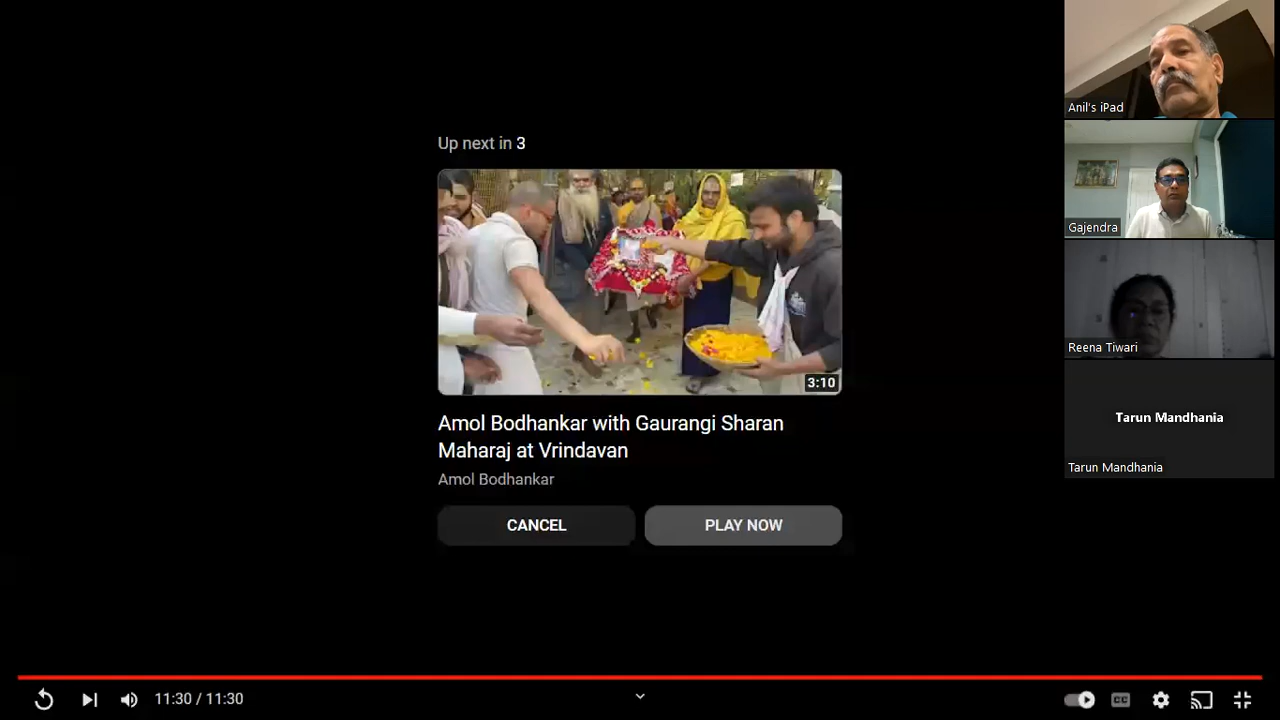 Up next in 3
3:10
Amol Bodhankar with Gaurangi Sharan
Maharaj at Vrindavan
Amol Bodhankar
CANCEL
PLAY NOW
11:30 / 11:30
CC
Anil's iPad
Gajendra
Reena Tiwari
Tarun Mandhania
Tarun Mandhania